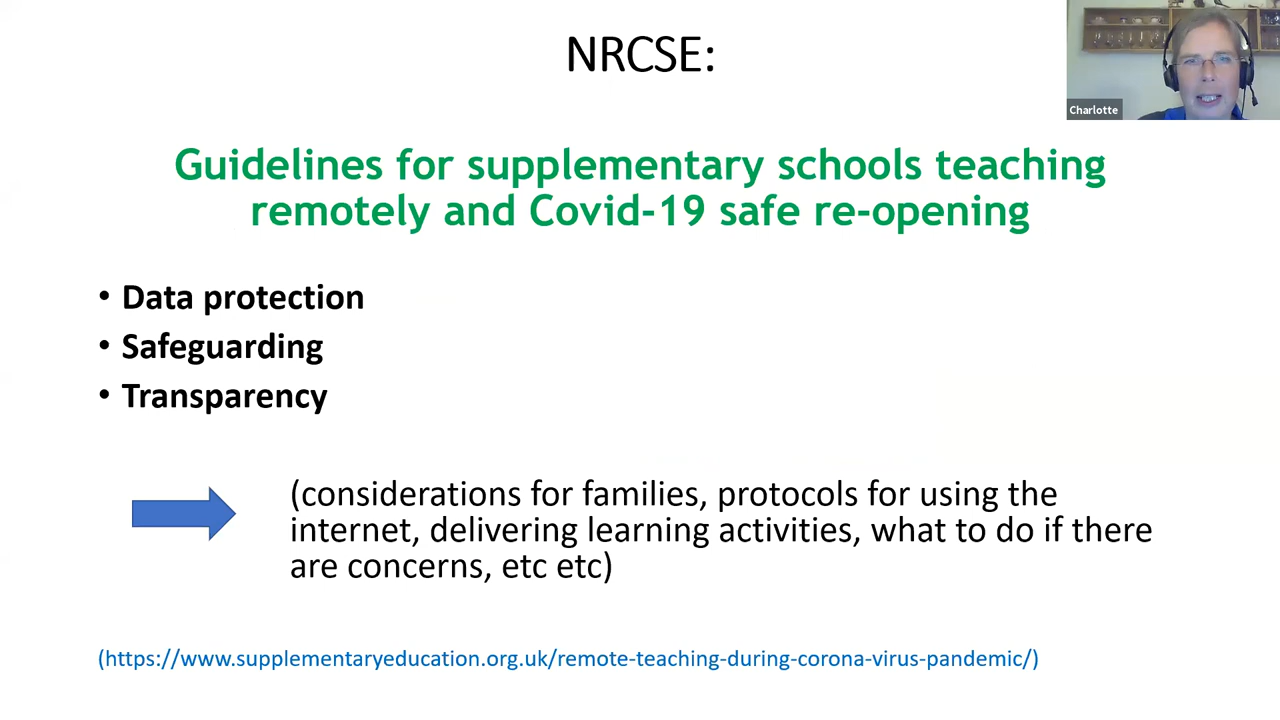 NRCSE:
Charlotte
Guidelines for supplementary schools teaching
remotely and Covid-19 safe re-opening
• Data protection
• Safeguarding
• Transparency
(considerations for families, protocols for using the
internet, delivering learning activities, what to do if there
are concerns, etc etc)
(https://www.supplementaryeducation.org.uk/remote-teaching-during-corona-virus-pandemic/)